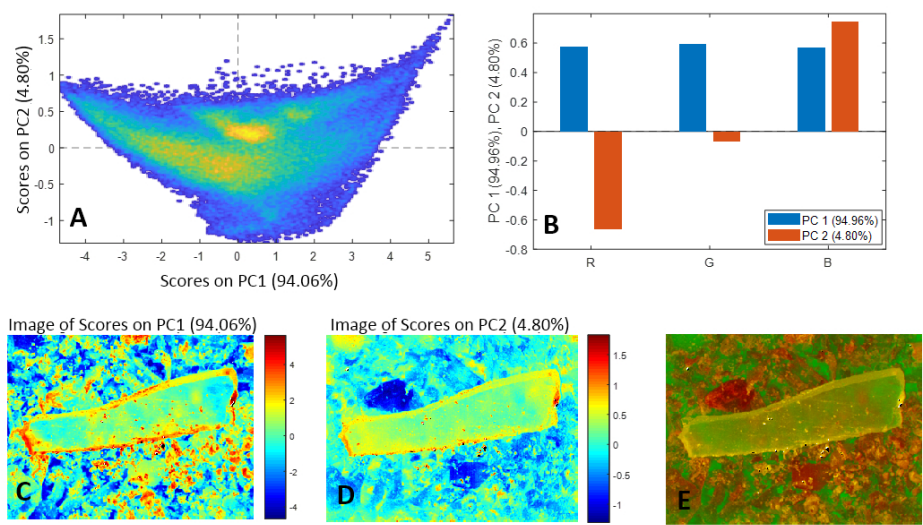 Scores on PC2 (4.80%)
1.5
1
0.5
0
-0.5
-1
A
-4 -3 -2 -1 0 1 2 3 4 5
Scores on PC1 (94.06%)
PC 1 (94.96%), PC 2 (4.80%)
0.6
0.4
0.2
0
-0.2
-0.4
-0.6
-0.8
B
PC 1 (94.96%)
PC 2 (4.80%)
R G B
Image of Scores on PC1 (94.06%)
4
2
0
-2
-4
C
Image of Scores on PC2 (4.80%)
1.5
1
0.5
0
-0.5
-1
D
E